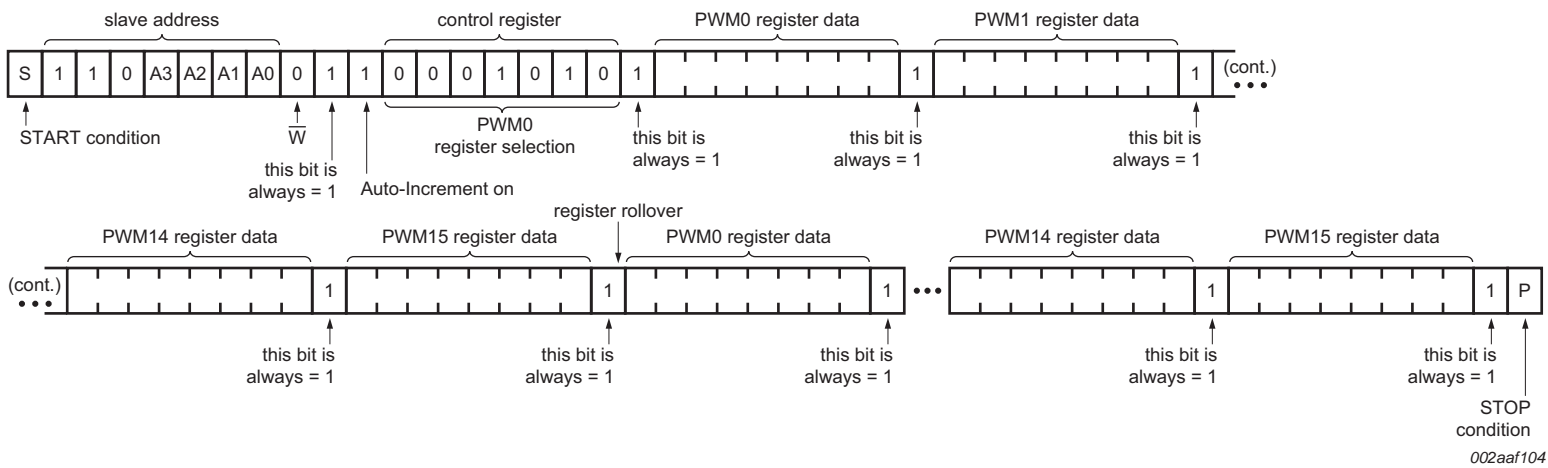 slave address control register PWM0 register data PWM1 register data
S 1 1 0 A3 A2 A1 A0 0 1 1 0 0 0 1 0 1 0 1 1 1 (cont.)
START condition W̅ PWM0 this bit is this bit is this bit is
register selection always = 1 always = 1 always = 1
this bit is
always = 1 Auto-Increment on
register rollover
PWM14 register data PWM15 register data PWM0 register data PWM14 register data PWM15 register data
(cont.) 1 1 1 1 1 P
this bit is this bit is this bit is this bit is this bit is
always = 1 always = 1 always = 1 always = 1 always = 1
STOP
condition
002aaf104